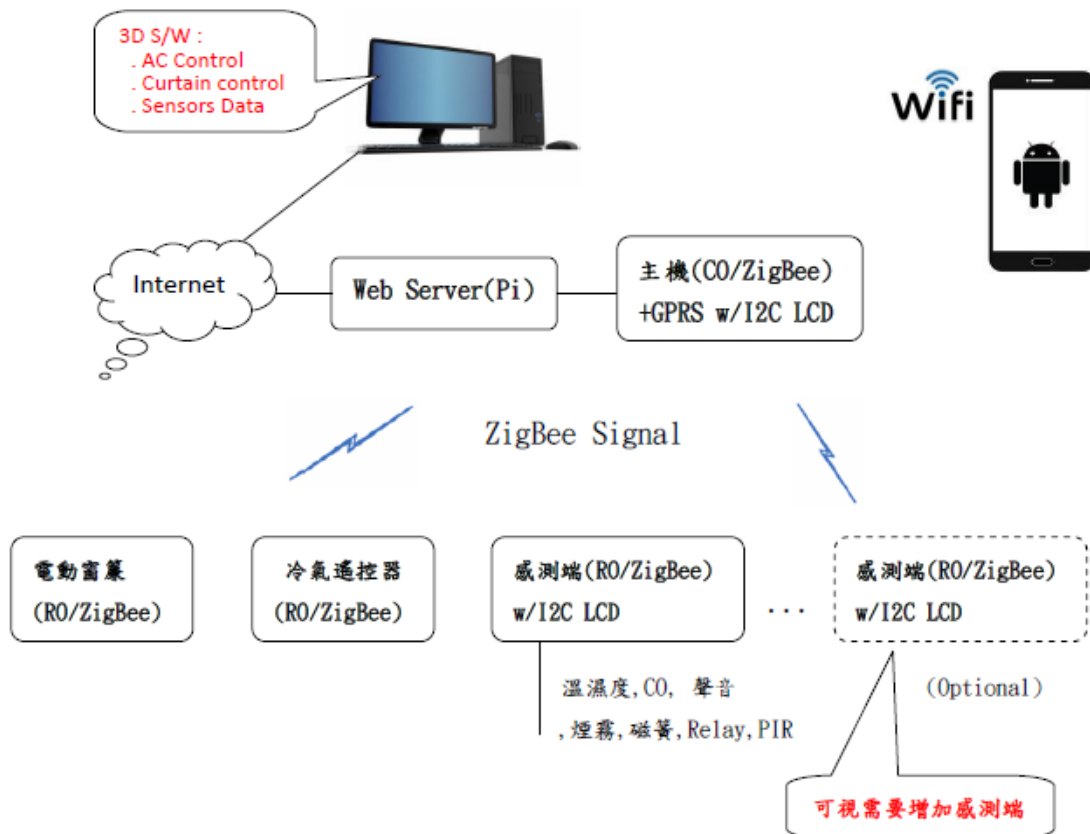 3D S/W :
. AC Control
. Curtain control
. Sensors Data
Wifi
Internet
Web Server(Pi)
主機(CO/ZigBee)
+GPRS w/I2C LCD
ZigBee Signal
電動窗簾
(RO/ZigBee)
冷氣遙控器
(RO/ZigBee)
感測端(RO/ZigBee)
w/I2C LCD
...
感測端(RO/ZigBee)
w/I2C LCD
溫濕度,CO, 聲音
,煙霧,磁簧,Relay,PIR
(Optional)
可視需要增加感測端